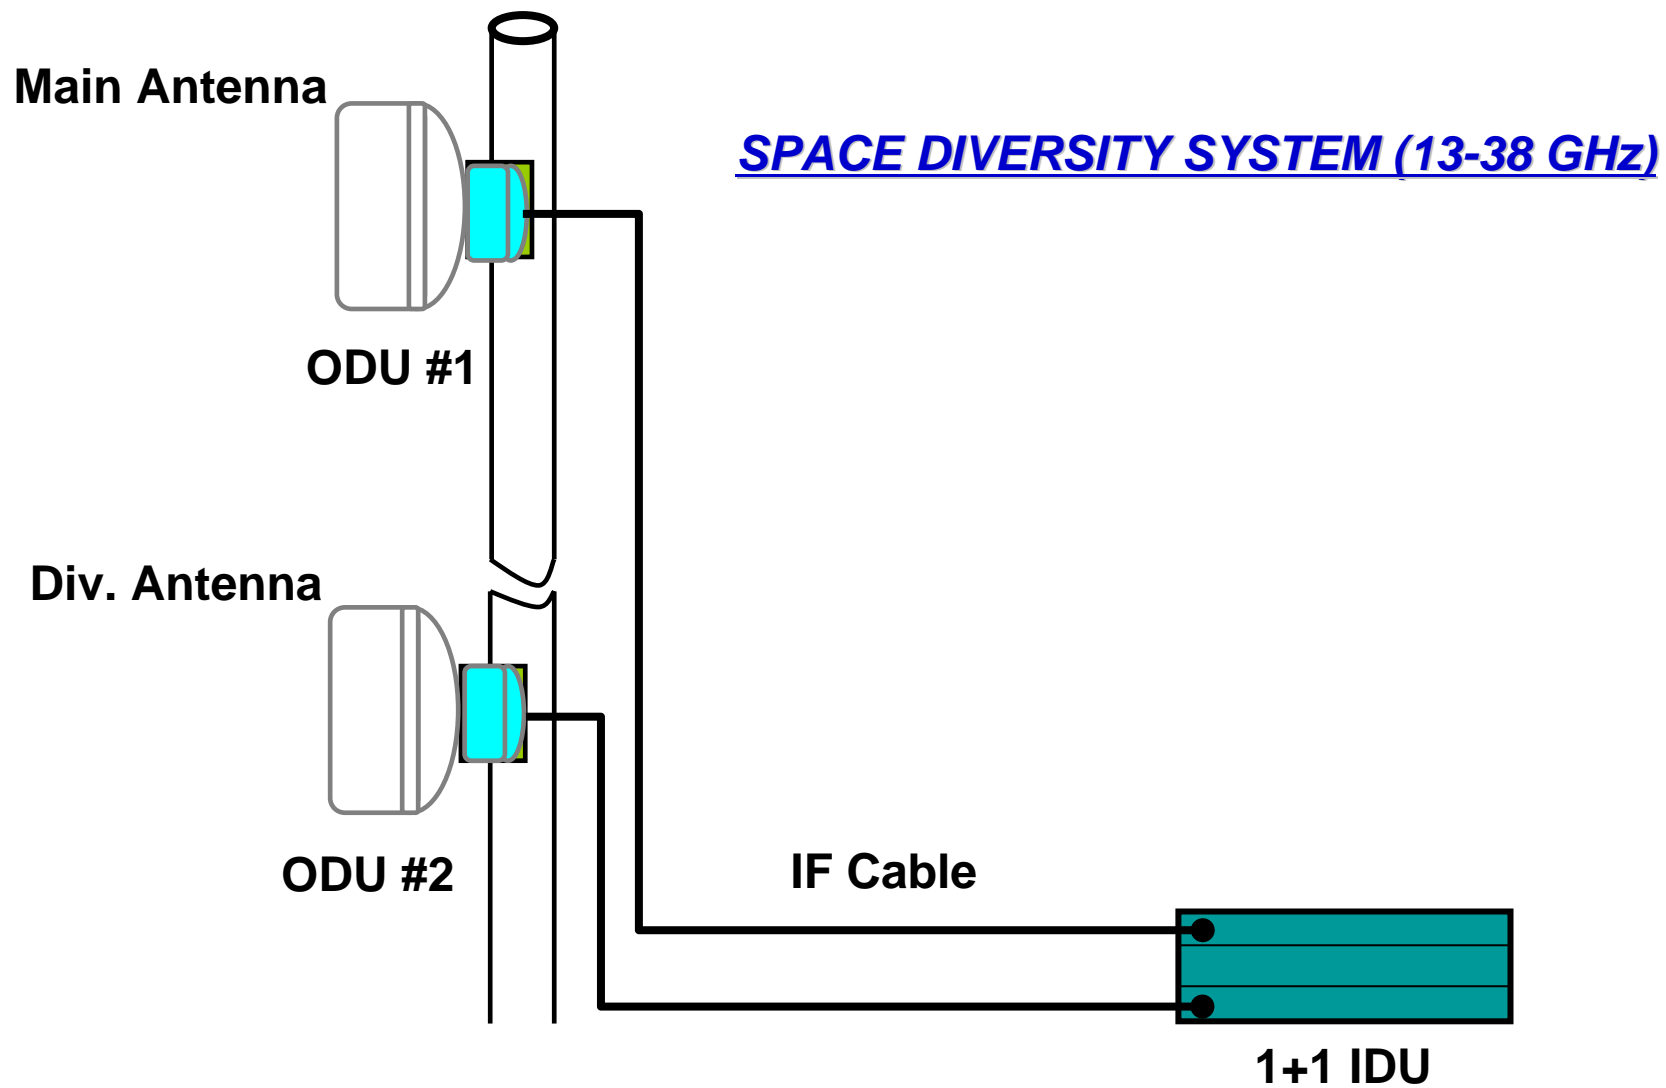 Main Antenna
SPACE DIVERSITY SYSTEM (13-38 GHz)
ODU #1
Div. Antenna
ODU #2
IF Cable
1+1 IDU